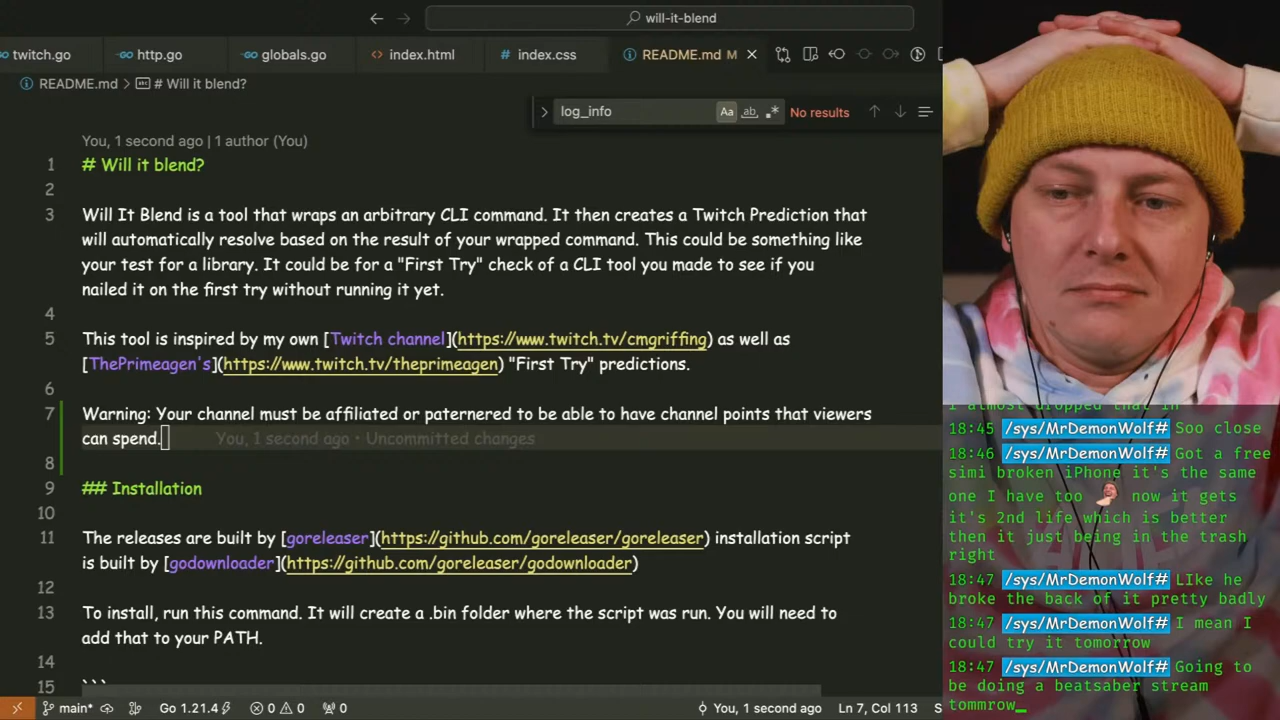 will-it-blend
twitch.go
http.go
globals.go
<> index.html
# index.css
README.md M
README.md > # Will it blend?
log_info
Aa
ab
.*
No results
You, 1 second ago | 1 author (You)
1 # Will it blend?
2
3 Will It Blend is a tool that wraps an arbitrary CLI command. It then creates a Twitch Prediction that
will automatically resolve based on the result of your wrapped command. This could be something like
your test for a library. It could be for a "First Try" check of a CLI tool you made to see if you
nailed it on the first try without running it yet.
4
5 This tool is inspired by my own [Twitch channel](https://www.twitch.tv/cmgriffing) as well as
[ThePrimeagen's](https://www.twitch.tv/theprimeagen) "First Try" predictions.
6
7 Warning: Your channel must be affiliated or paternered to be able to have channel points that viewers
can spend. You, 1 second ago • Uncommitted changes
8
9 ## Installation
10
11 The releases are built by [goreleaser](https://github.com/goreleaser/goreleaser) installation script
is built by [godownloader](https://github.com/goreleaser/godownloader)
12
13 To install, run this command. It will create a .bin folder where the script was run. You will need to
add that to your PATH.
14
15 ```
main*
Go 1.21.4
0
0
0
You, 1 second ago
Ln 7, Col 113
S
I almost dropped that in
18:45 /sys/MrDemonWolf# Soo close
18:46 /sys/MrDemonWolf# Got a free
simi broken iPhone it's the same
one I have too now it gets
it's 2nd life which is better
then it just being in the trash
right
18:47 /sys/MrDemonWolf# LIke he
broke the back of it pretty badly
18:47 /sys/MrDemonWolf# I mean I
could try it tomorrow
18:47 /sys/MrDemonWolf# Going to
be doing a beatsaber stream
tommrow_